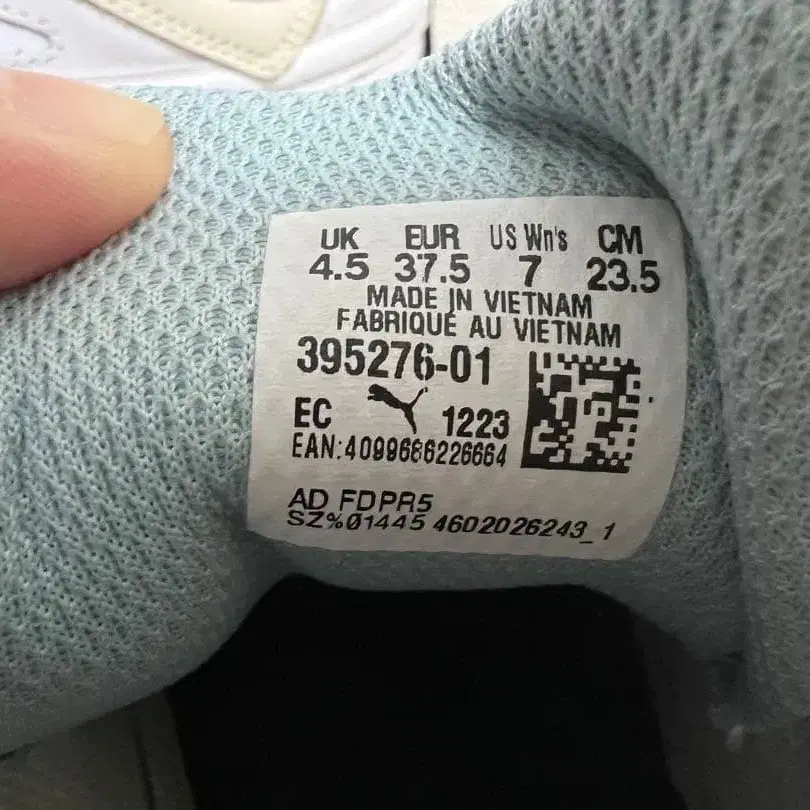 UK EUR US Wn's CM
4.5 37.5 7 23.5
MADE IN VIETNAM
FABRIQUÉ AU VIETNAM
395276-01
EC 1223
EAN:4099686226664
AD FDPR5
SZ%01445 4602026243_1